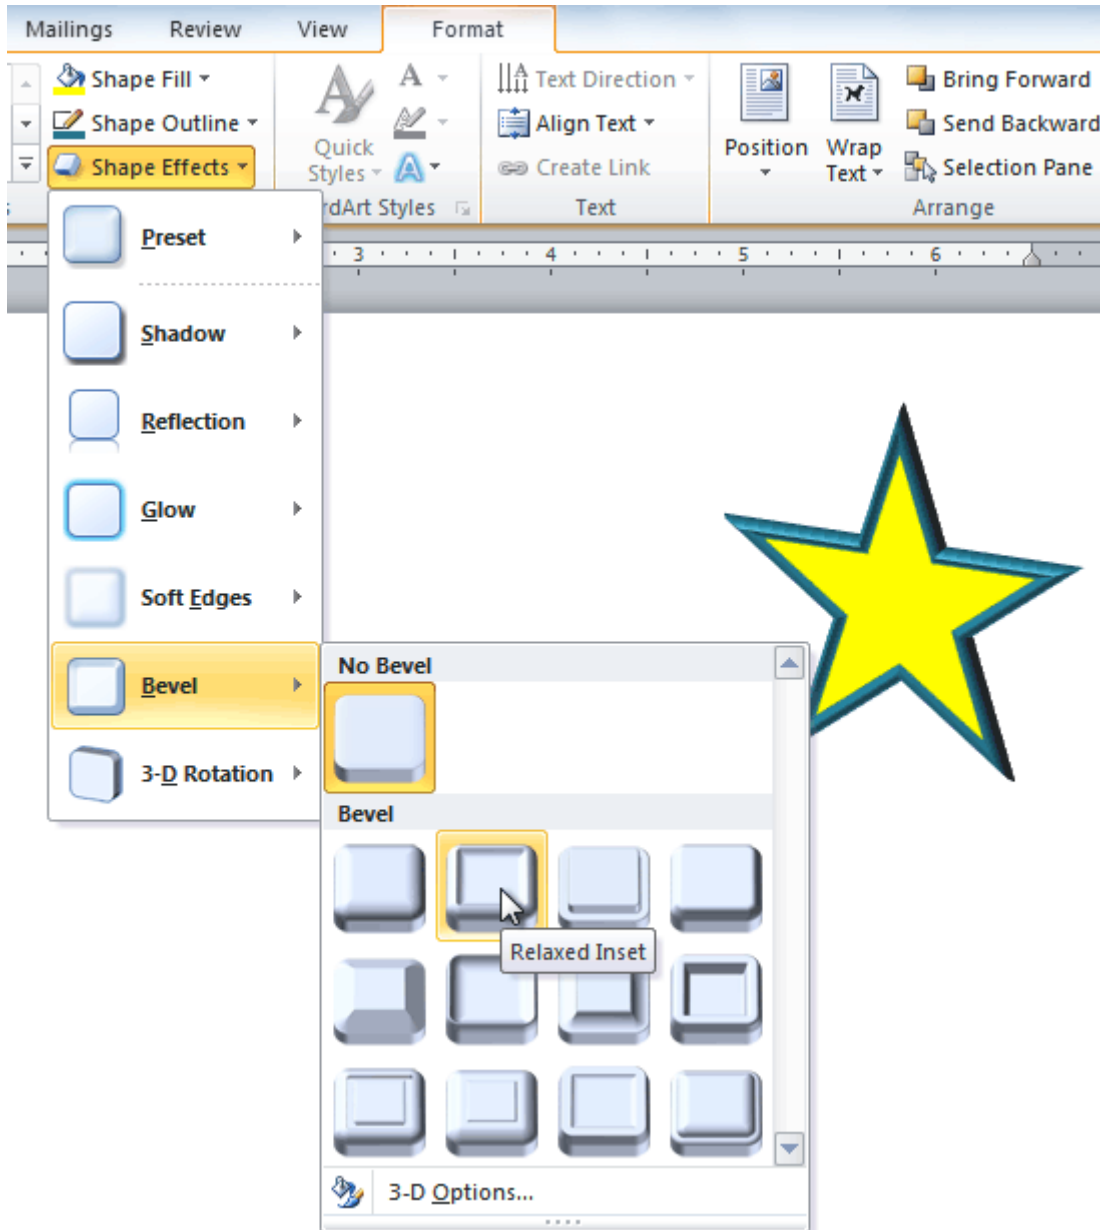 Mailings Review View Format
Shape Fill A Text Direction Bring Forward
Shape Outline Align Text Send Backward
Shape Effects Quick Styles A Create Link Position Wrap Text Selection Pane
rdArt Styles Text Arrange
3 4 5 6
Preset
Shadow
Reflection
Glow
Soft Edges
Bevel
3-D Rotation
No Bevel
Bevel
Relaxed Inset
3-D Options...